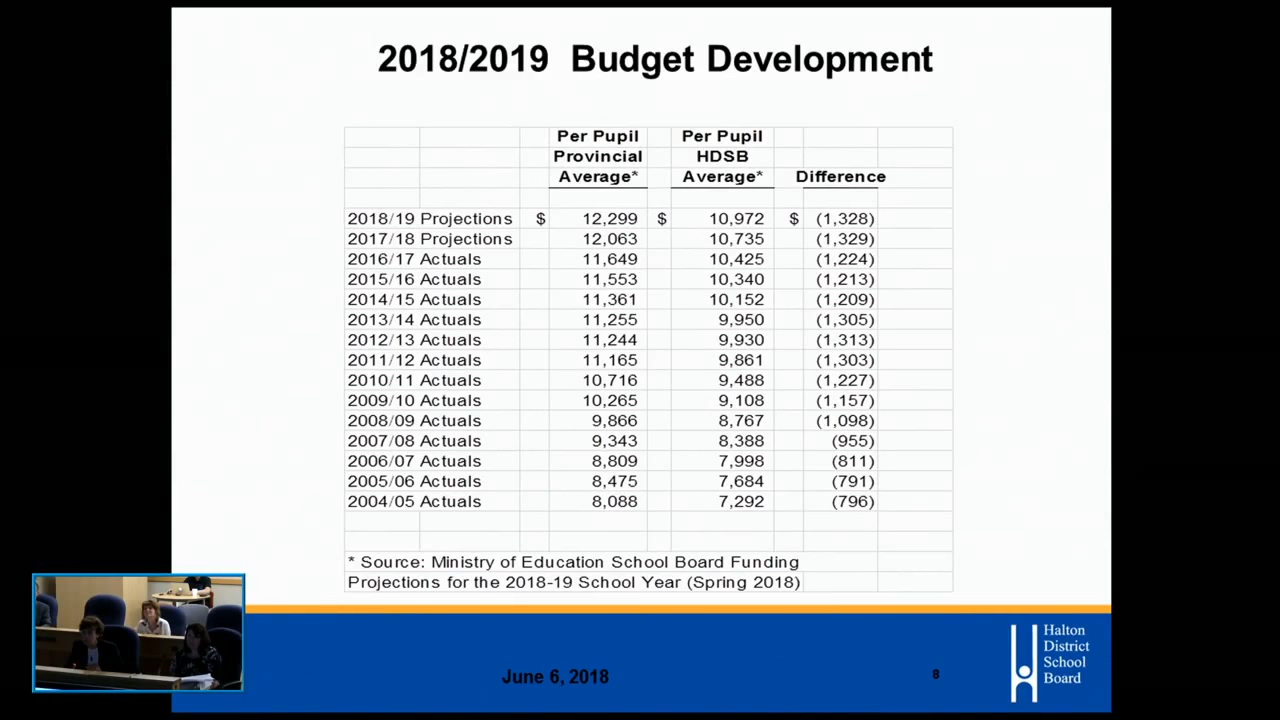 2018/2019 Budget Development
Per Pupil Per Pupil
Provincial HDSB
Average* Average* Difference
2018/19 Projections $ 12,299 $ 10,972 $ (1,328)
2017/18 Projections 12,063 10,735 (1,329)
2016/17 Actuals 11,649 10,425 (1,224)
2015/16 Actuals 11,553 10,340 (1,213)
2014/15 Actuals 11,361 10,152 (1,209)
2013/14 Actuals 11,255 9,950 (1,305)
2012/13 Actuals 11,244 9,930 (1,313)
2011/12 Actuals 11,165 9,861 (1,303)
2010/11 Actuals 10,716 9,488 (1,227)
2009/10 Actuals 10,265 9,108 (1,157)
2008/09 Actuals 9,866 8,767 (1,098)
2007/08 Actuals 9,343 8,388 (955)
2006/07 Actuals 8,809 7,998 (811)
2005/06 Actuals 8,475 7,684 (791)
2004/05 Actuals 8,088 7,292 (796)
* Source: Ministry of Education School Board Funding
Projections for the 2018-19 School Year (Spring 2018)
June 6, 2018
8
Halton
District
School
Board